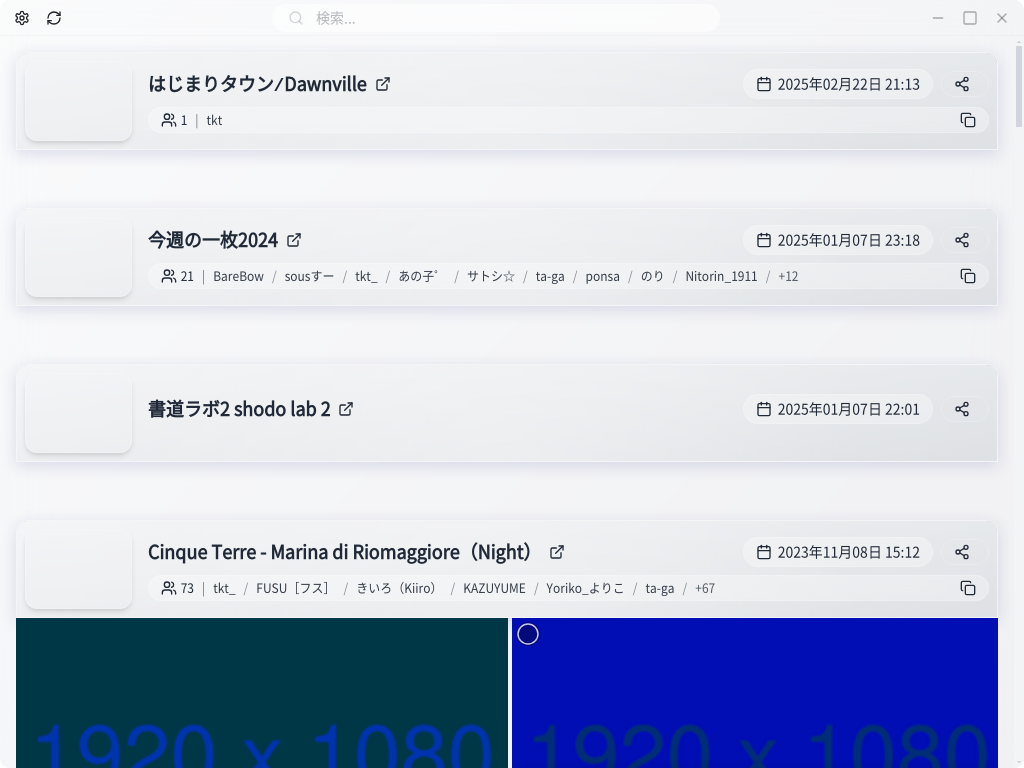 検索...
はじまりタウン/Dawnville
2025年02月22日 21:13
1 | tkt
今週の一枚2024
2025年01月07日 23:18
21 | BareBow / sousすー / tkt_ / あの子゜ / サトシ☆ / ta-ga / ponsa / のり / Nitorin_1911 / +12
書道ラボ2 shodo lab 2
2025年01月07日 22:01
Cinque Terre - Marina di Riomaggiore（Night）
2023年11月08日 15:12
73 | tkt_ / FUSU［フス］ / きいろ（Kiiro） / KAZUYUME / Yoriko_よりこ / ta-ga / +67
1920 x 1080
1920 x 1080